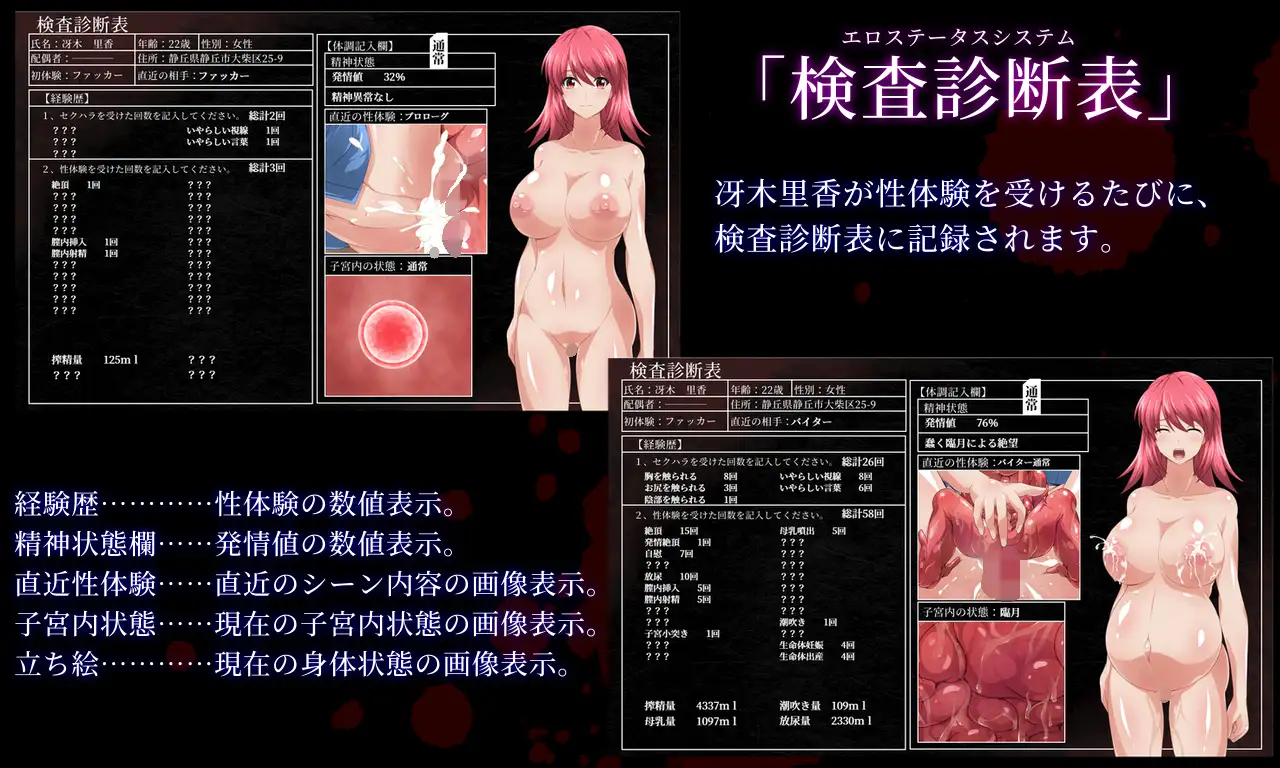 検査診断表
氏名：冴木　里香　年齢：22歳　性別：女性
配偶者：――――　住所：静丘県静丘市大柴区25-9
初体験：ファッカー　直近の相手：ファッカー
【経験歴】
1、セクハラを受けた回数を記入してください。　総計2回
？？？　いやらしい視線　1回
？？？　いやらしい言葉　1回
？？？
2、性体験を受けた回数を記入してください。　総計3回
絶頂　1回　？？？
？？？　？？？
？？？　？？？
？？？　？？？
？？？　？？？
膣内挿入　1回　？？？
膣内射精　1回　？？？
？？？　？？？
？？？　？？？
？？？　？？？
？？？　？？？
？？？　？？？
搾精量　125ml　？？？
？？？　？？？
【体調記入欄】
通常
精神状態
発情値　32%
精神異常なし
直近の性体験：プロローグ
子宮内の状態：通常
エロステータスシステム
「検査診断表」
冴木里香が性体験を受けるたびに、
検査診断表に記録されます。
経験歴…………性体験の数値表示。
精神状態欄……発情値の数値表示。
直近性体験……直近のシーン内容の画像表示。
子宮内状態……現在の子宮内状態の画像表示。
立ち絵…………現在の身体状態の画像表示。
検査診断表
氏名：冴木　里香　年齢：22歳　性別：女性
配偶者：――――　住所：静丘県静丘市大柴区25-9
初体験：ファッカー　直近の相手：バイター
【経験歴】
1、セクハラを受けた回数を記入してください。　総計26回
胸を触られる　8回　いやらしい視線　8回
お尻を触られる　3回　いやらしい言葉　6回
陰部を触られる　1回
2、性体験を受けた回数を記入してください。　総計58回
絶頂　15回　母乳噴出　5回
発情絶頂　1回　？？？
自慰　7回　？？？
？？？　？？？
放尿　10回　？？？
膣内挿入　5回　？？？
膣内射精　5回　？？？
？？？　？？？
？？？　潮吹き　1回
子宮小突き　1回　？？？
？？？　生命体妊娠　4回
？？？　生命体出産　4回
搾精量　4337ml　潮吹き量　109ml
母乳量　1097ml　放尿量　2330ml
【体調記入欄】
通常
精神状態
発情値　76%
蠢く臨月による絶望
直近の性体験：バイター通常
子宮内の状態：臨月